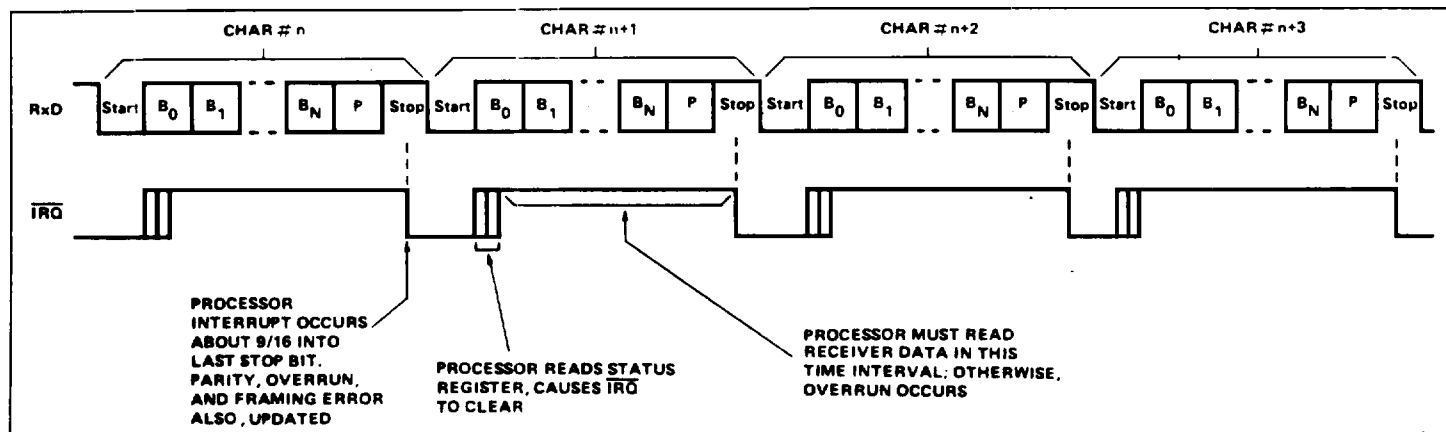 CHAR # n CHAR # n+1 CHAR # n+2 CHAR # n+3
RxD Start B0 B1 BN P Stop Start B0 B1 BN P Stop Start B0 B1 BN P Stop Start B0 B1 BN P Stop
IRQ
PROCESSOR
INTERRUPT OCCURS
ABOUT 9/16 INTO
LAST STOP BIT.
PARITY, OVERRUN,
AND FRAMING ERROR
ALSO, UPDATED
PROCESSOR READS STATUS
REGISTER, CAUSES IRQ
TO CLEAR
PROCESSOR MUST READ
RECEIVER DATA IN THIS
TIME INTERVAL; OTHERWISE,
OVERRUN OCCURS